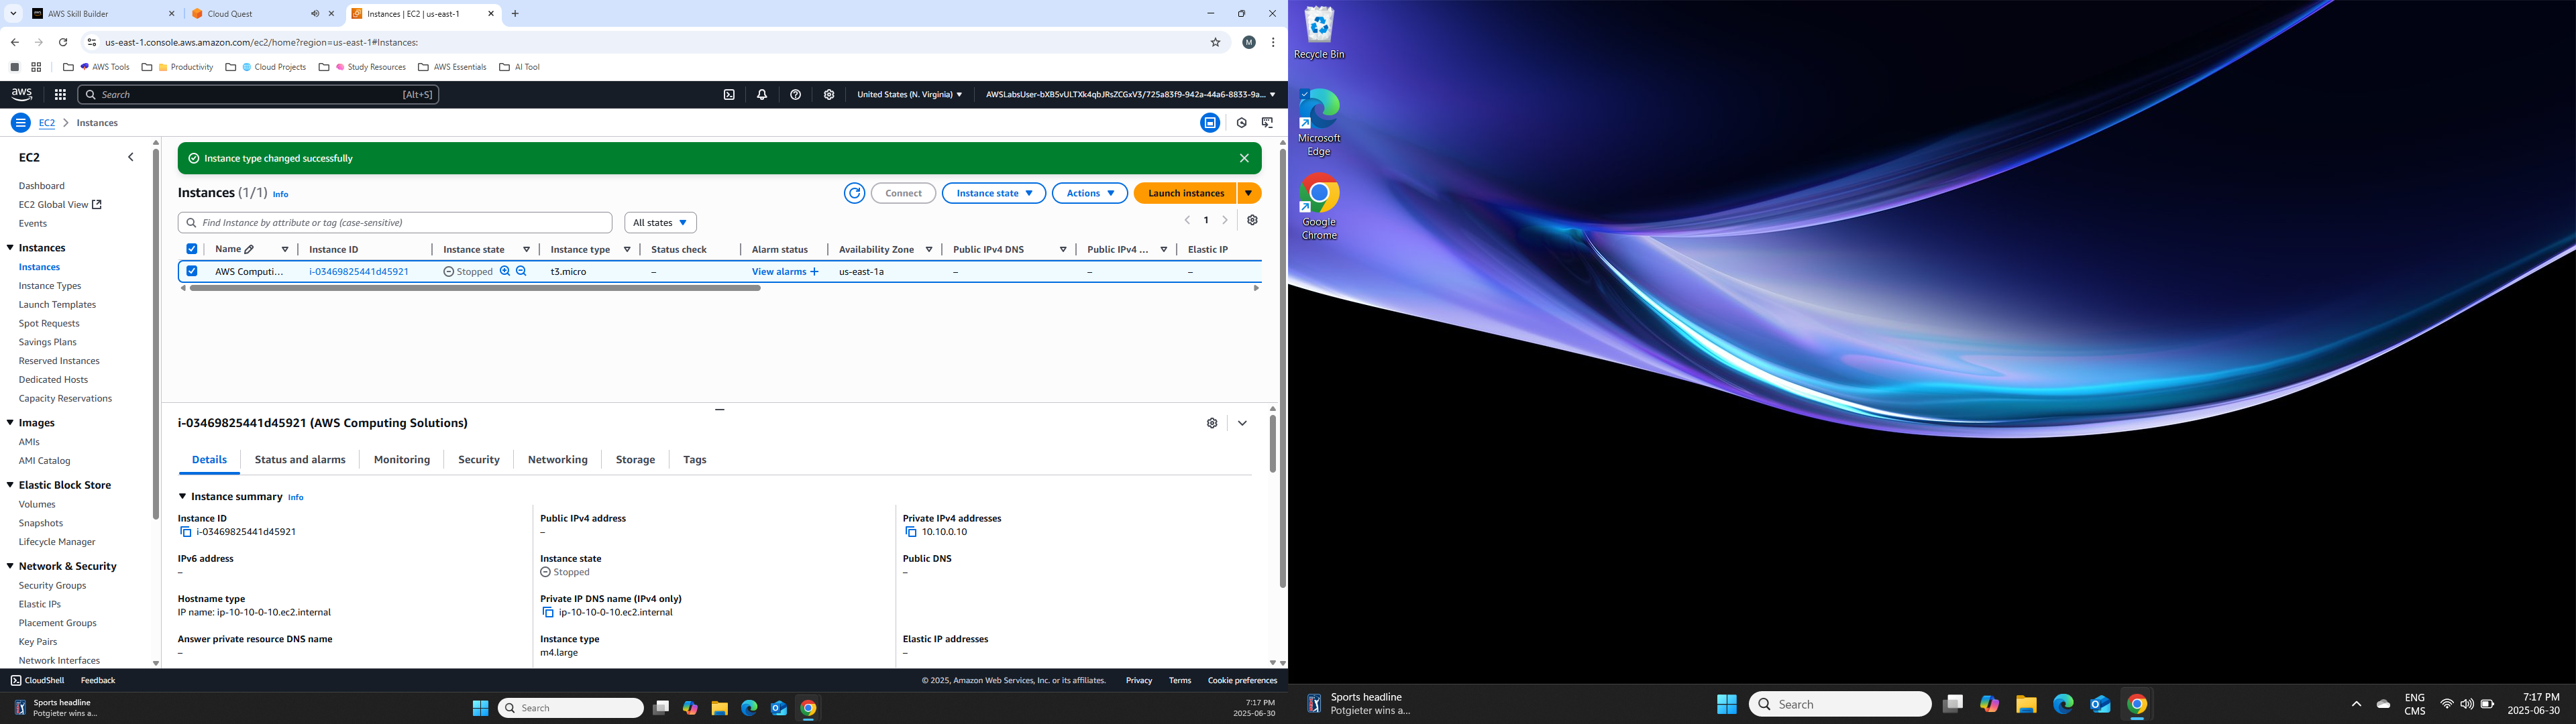 AWS Skill Builder
Cloud Quest
Instances | EC2 | us-east-1
us-east-1.console.aws.amazon.com/ec2/home?region=us-east-1#Instances:
M
AWS Tools
Productivity
Cloud Projects
Study Resources
AWS Essentials
AI Tool
aws
Search
[Alt+S]
United States (N. Virginia)
AWSLabsUser-bXB5vULTXk4qbJRsZCGxV3/725a83f9-942a-44a6-8833-9a...
EC2
Instances
EC2
Dashboard
EC2 Global View
Events
Instances
Instances
Instance Types
Launch Templates
Spot Requests
Savings Plans
Reserved Instances
Dedicated Hosts
Capacity Reservations
Images
AMIs
AMI Catalog
Elastic Block Store
Volumes
Snapshots
Lifecycle Manager
Network & Security
Security Groups
Elastic IPs
Placement Groups
Key Pairs
Network Interfaces
Instance type changed successfully
Instances (1/1) Info
Connect
Instance state
Actions
Launch instances
Find Instance by attribute or tag (case-sensitive)
All states
1
Name Instance ID Instance state Instance type Status check Alarm status Availability Zone Public IPv4 DNS Public IPv4 ... Elastic IP
AWS Computi... i-03469825441d45921 Stopped t3.micro – View alarms + us-east-1a – – –
i-03469825441d45921 (AWS Computing Solutions)
Details
Status and alarms
Monitoring
Security
Networking
Storage
Tags
Instance summary Info
Instance ID
i-03469825441d45921
Public IPv4 address
–
Private IPv4 addresses
10.10.0.10
IPv6 address
–
Instance state
Stopped
Public DNS
–
Hostname type
IP name: ip-10-10-0-10.ec2.internal
Private IP DNS name (IPv4 only)
ip-10-10-0-10.ec2.internal
Answer private resource DNS name
–
Instance type
m4.large
Elastic IP addresses
–
CloudShell
Feedback
© 2025, Amazon Web Services, Inc. or its affiliates.
Privacy
Terms
Cookie preferences
Sports headline
Potgieter wins a...
Search
7:17 PM
2025-06-30
Recycle Bin
Microsoft
Edge
Google
Chrome
Sports headline
Potgieter wins a...
Search
ENG
CMS
7:17 PM
2025-06-30